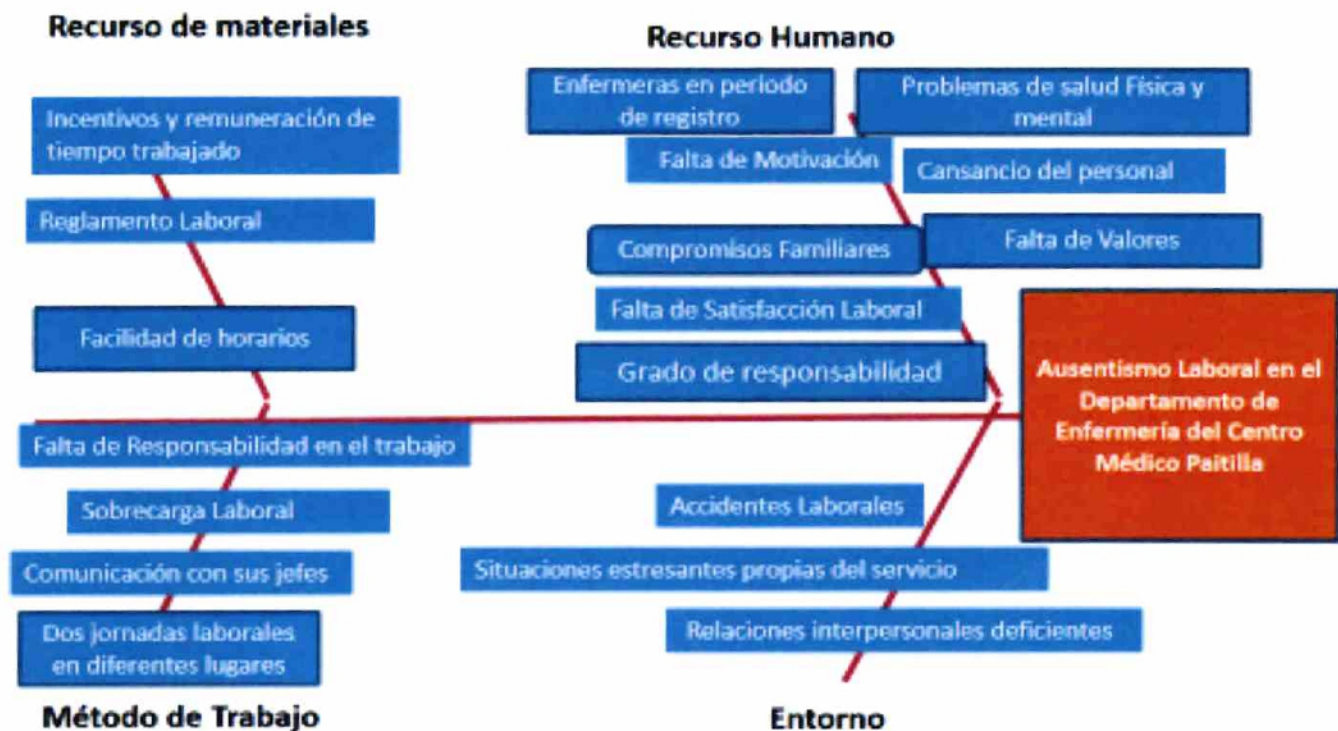 Recurso de materiales
Incentivos y remuneración de
tiempo trabajado
Reglamento Laboral
Facilidad de horarios
Recurso Humano
Enfermeras en periodo
de registro
Problemas de salud Física y
mental
Falta de Motivación
Cansancio del personal
Compromisos Familiares
Falta de Valores
Falta de Satisfacción Laboral
Grado de responsabilidad
Ausentismo Laboral en el
Departamento de
Enfermería del Centro
Médico Paitilla
Falta de Responsabilidad en el trabajo
Sobrecarga Laboral
Comunicación con sus jefes
Dos jornadas laborales
en diferentes lugares
Método de Trabajo
Accidentes Laborales
Situaciones estresantes propias del servicio
Relaciones interpersonales deficientes
Entorno